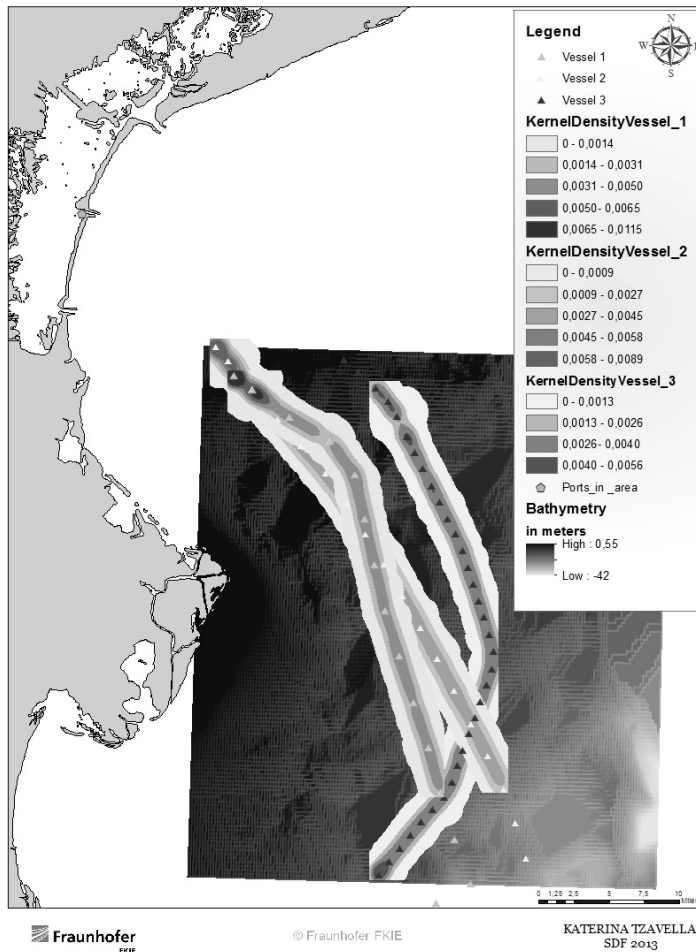 Legend
N
W
S
Vessel 1
Vessel 2
Vessel 3
KernelDensityVessel_1
0 - 0,0014
0,0014 - 0,0031
0,0031 - 0,0050
0,0050- 0,0065
0,0065 - 0,0115
KernelDensityVessel_2
0 - 0,0009
0,0009 - 0,0027
0,0027 - 0,0045
0,0045 - 0,0058
0,0058 - 0,0089
KernelDensityVessel_3
0 - 0,0013
0,0013 - 0,0026
0,0026- 0,0040
0,0040 - 0,0056
Ports_in _area
Bathymetry
in meters
High : 0,55
Low : -42
0 1,25 2,5 5 7,5 10
Miles
Fraunhofer
FKIE
© Fraunhofer FKIE
KATERINA TZAVELLA
SDF 2013